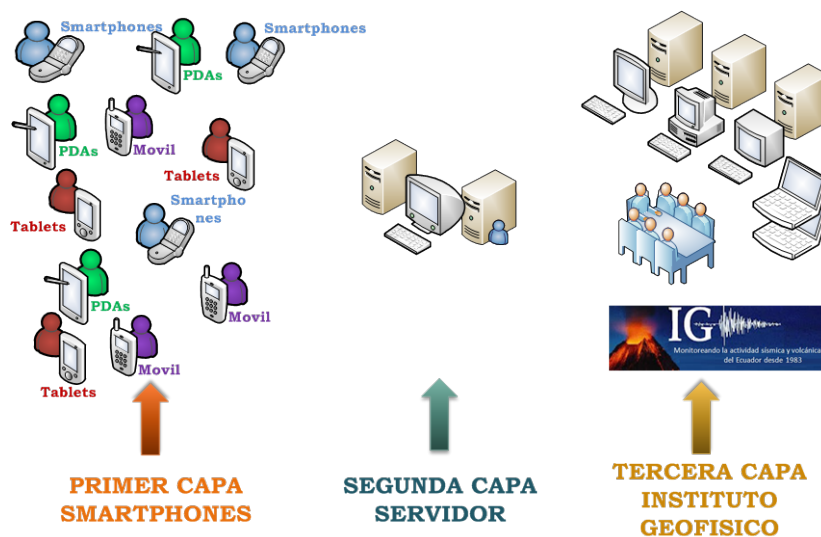 Smartphones
Smartphones
PDAs
PDAs
Movil
Tablets
Smartpho
nes
Tablets
PDAs
Movil
Movil
Tablets
IG
Monitoreando la actividad sísmica y volcánica
del Ecuador desde 1983
PRIMER CAPA
SMARTPHONES
SEGUNDA CAPA
SERVIDOR
TERCERA CAPA
INSTITUTO
GEOFISICO